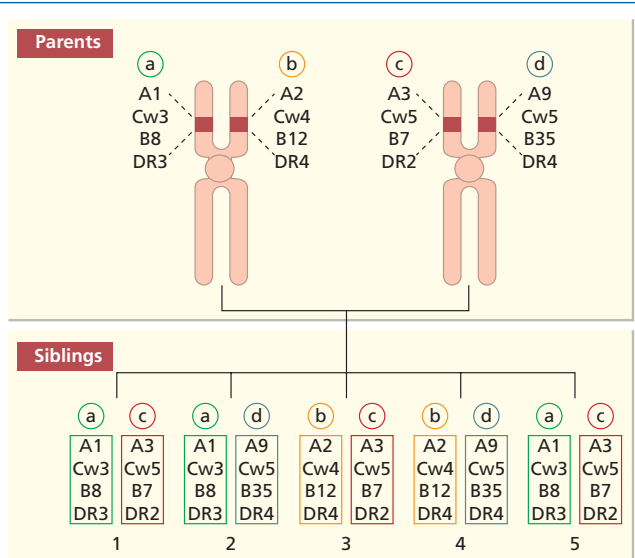 Parents
a b c d
A1 A2 A3 A9
Cw3 Cw4 Cw5 Cw5
B8 B12 B7 B35
DR3 DR4 DR2 DR4
Siblings
a c a d b c b d a c
A1 A3 A1 A9 A2 A3 A2 A9 A1 A3
Cw3 Cw5 Cw3 Cw5 Cw4 Cw5 Cw4 Cw5 Cw3 Cw5
B8 B7 B8 B35 B12 B7 B12 B35 B8 B7
DR3 DR2 DR3 DR4 DR4 DR2 DR4 DR4 DR3 DR2
1 2 3 4 5